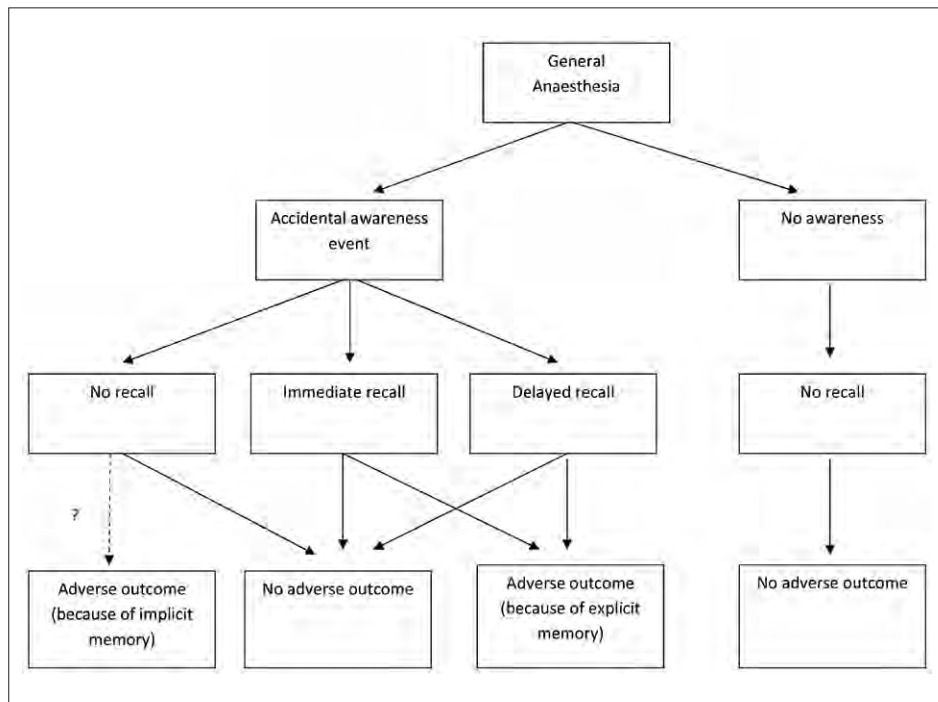 General
Anaesthesia
Accidental awareness
event
No awareness
No recall
Immediate recall
Delayed recall
No recall
?
Adverse outcome
(because of implicit
memory)
No adverse outcome
Adverse outcome
(because of explicit
memory)
No adverse outcome